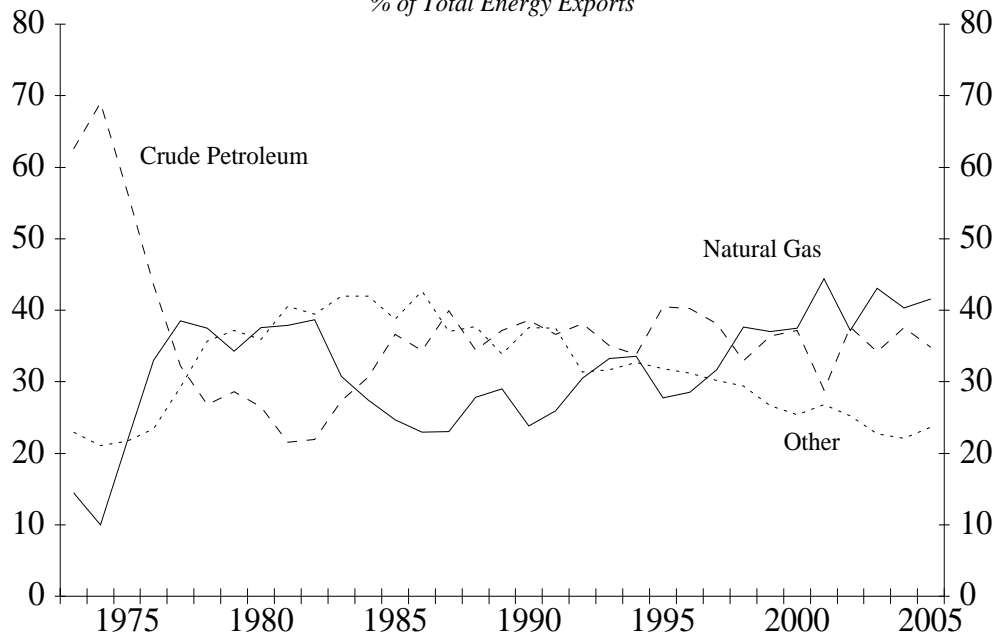 % of Total Energy Exports
80 80
70 70
Crude Petroleum
60 60
50 50
Natural Gas
40 40
30 30
Other
20 20
10 10
0 0
1975 1980 1985 1990 1995 2000 2005